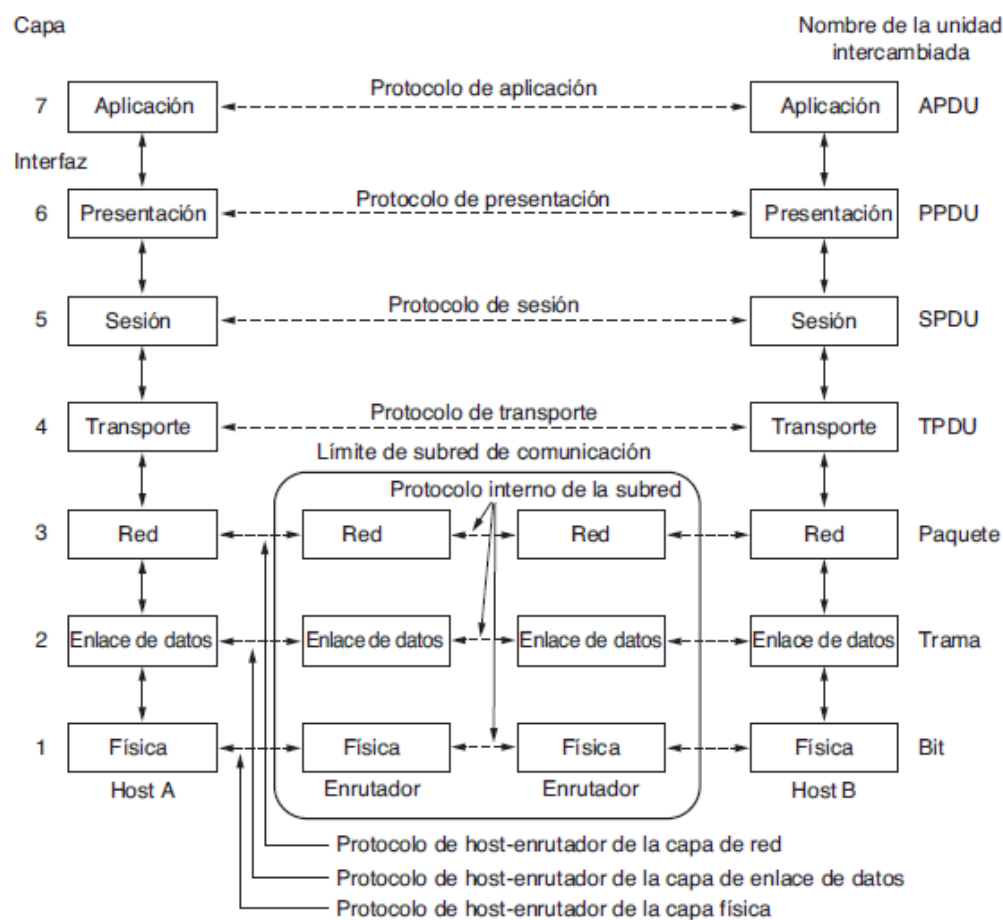 Capa
Nombre de la unidad
intercambiada
Protocolo de aplicación
7 Aplicación Aplicación APDU
Interfaz
Protocolo de presentación
6 Presentación Presentación PPDU
Protocolo de sesión
5 Sesión Sesión SPDU
Protocolo de transporte
4 Transporte Transporte TPDU
Límite de subred de comunicación
Protocolo interno de la subred
3 Red Red Red Red Paquete
2 Enlace de datos Enlace de datos Enlace de datos Enlace de datos Trama
1 Física Física Física Física Bit
Host A Enrutador Enrutador Host B
Protocolo de host-enrutador de la capa de red
Protocolo de host-enrutador de la capa de enlace de datos
Protocolo de host-enrutador de la capa física